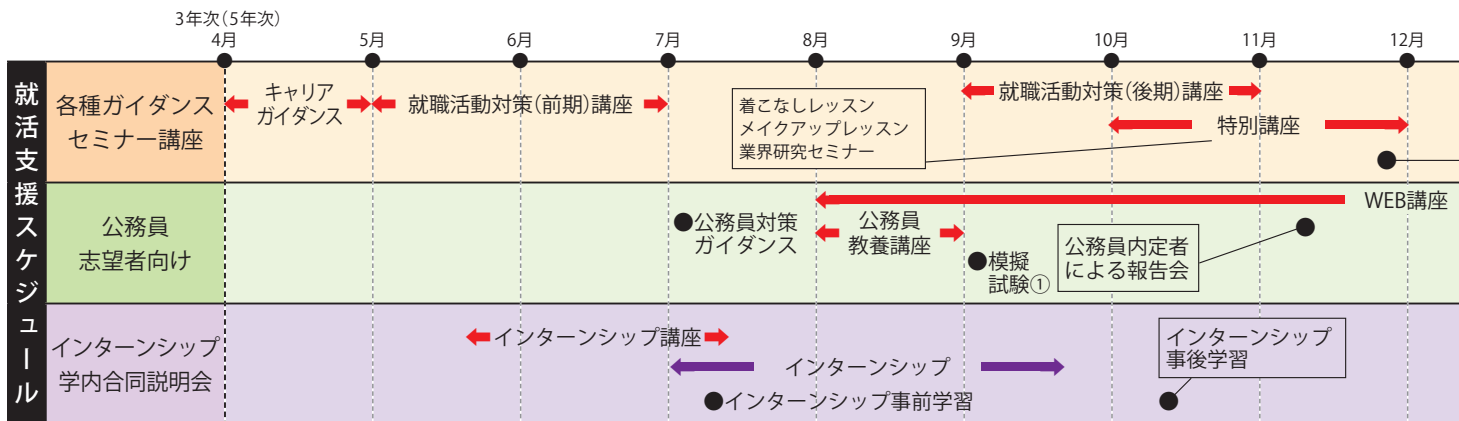 3年次(5年次)
4月 5月 6月 7月 8月 9月 10月 11月 12月
就活支援スケジュール
各種ガイダンス
セミナー講座
キャリア
ガイダンス
就職活動対策(前期)講座
着こなしレッスン
メイクアップレッスン
業界研究セミナー
就職活動対策(後期)講座
特別講座
公務員
志望者向け
公務員対策
ガイダンス
公務員
教養講座
WEB講座
模擬
試験①
公務員内定者
による報告会
インターンシップ
学内合同説明会
インターンシップ講座
インターンシップ
インターンシップ事前学習
インターンシップ
事後学習